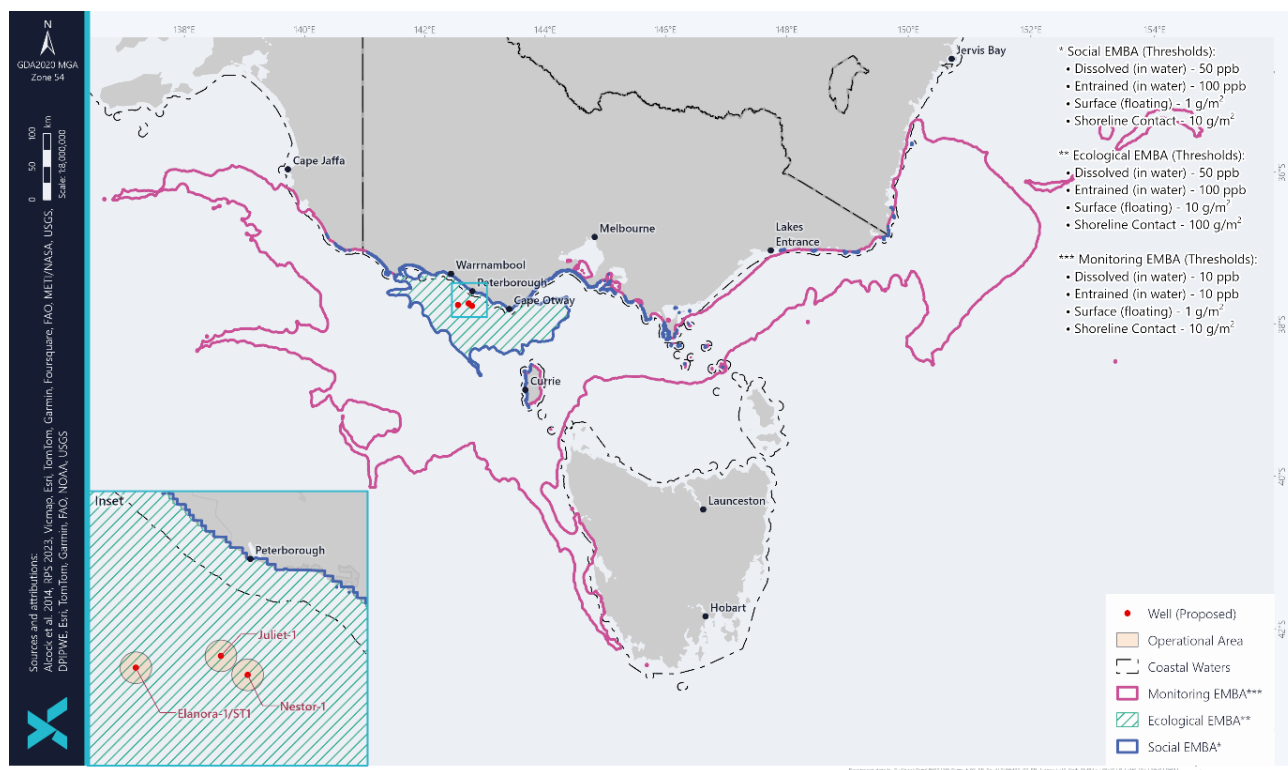 N
GDA2020 MGA
Zone 54
0 50 100
km
Scale: 1:8,000,000
Sources and attributions:
Alcock et al. 2014, RPS 2023, Vicmap, Esri, TomTom, Garmin, Foursquare, FAO, METI/NASA, USGS,
DPIPWE, Esri, TomTom, Garmin, FAO, NOAA, USGS
138°E
140°E
142°E
144°E
146°E
148°E
150°E
152°E
154°E
36°S
38°S
40°S
42°S
Jervis Bay
Cape Jaffa
Melbourne
Lakes
Entrance
Warrnambool
Peterborough
Cape Otway
Currie
Launceston
Hobart
* Social EMBA (Thresholds):
• Dissolved (in water) - 50 ppb
• Entrained (in water) - 100 ppb
• Surface (floating) - 1 g/m²
• Shoreline Contact - 10 g/m²
** Ecological EMBA (Thresholds):
• Dissolved (in water) - 50 ppb
• Entrained (in water) - 100 ppb
• Surface (floating) - 10 g/m²
• Shoreline Contact - 100 g/m²
*** Monitoring EMBA (Thresholds):
• Dissolved (in water) - 10 ppb
• Entrained (in water) - 10 ppb
• Surface (floating) - 1 g/m²
• Shoreline Contact - 10 g/m²
Inset
Peterborough
Juliet-1
Elanora-1/ST1
Nestor-1
Well (Proposed)
Operational Area
Coastal Waters
Monitoring EMBA***
Ecological EMBA**
Social EMBA*